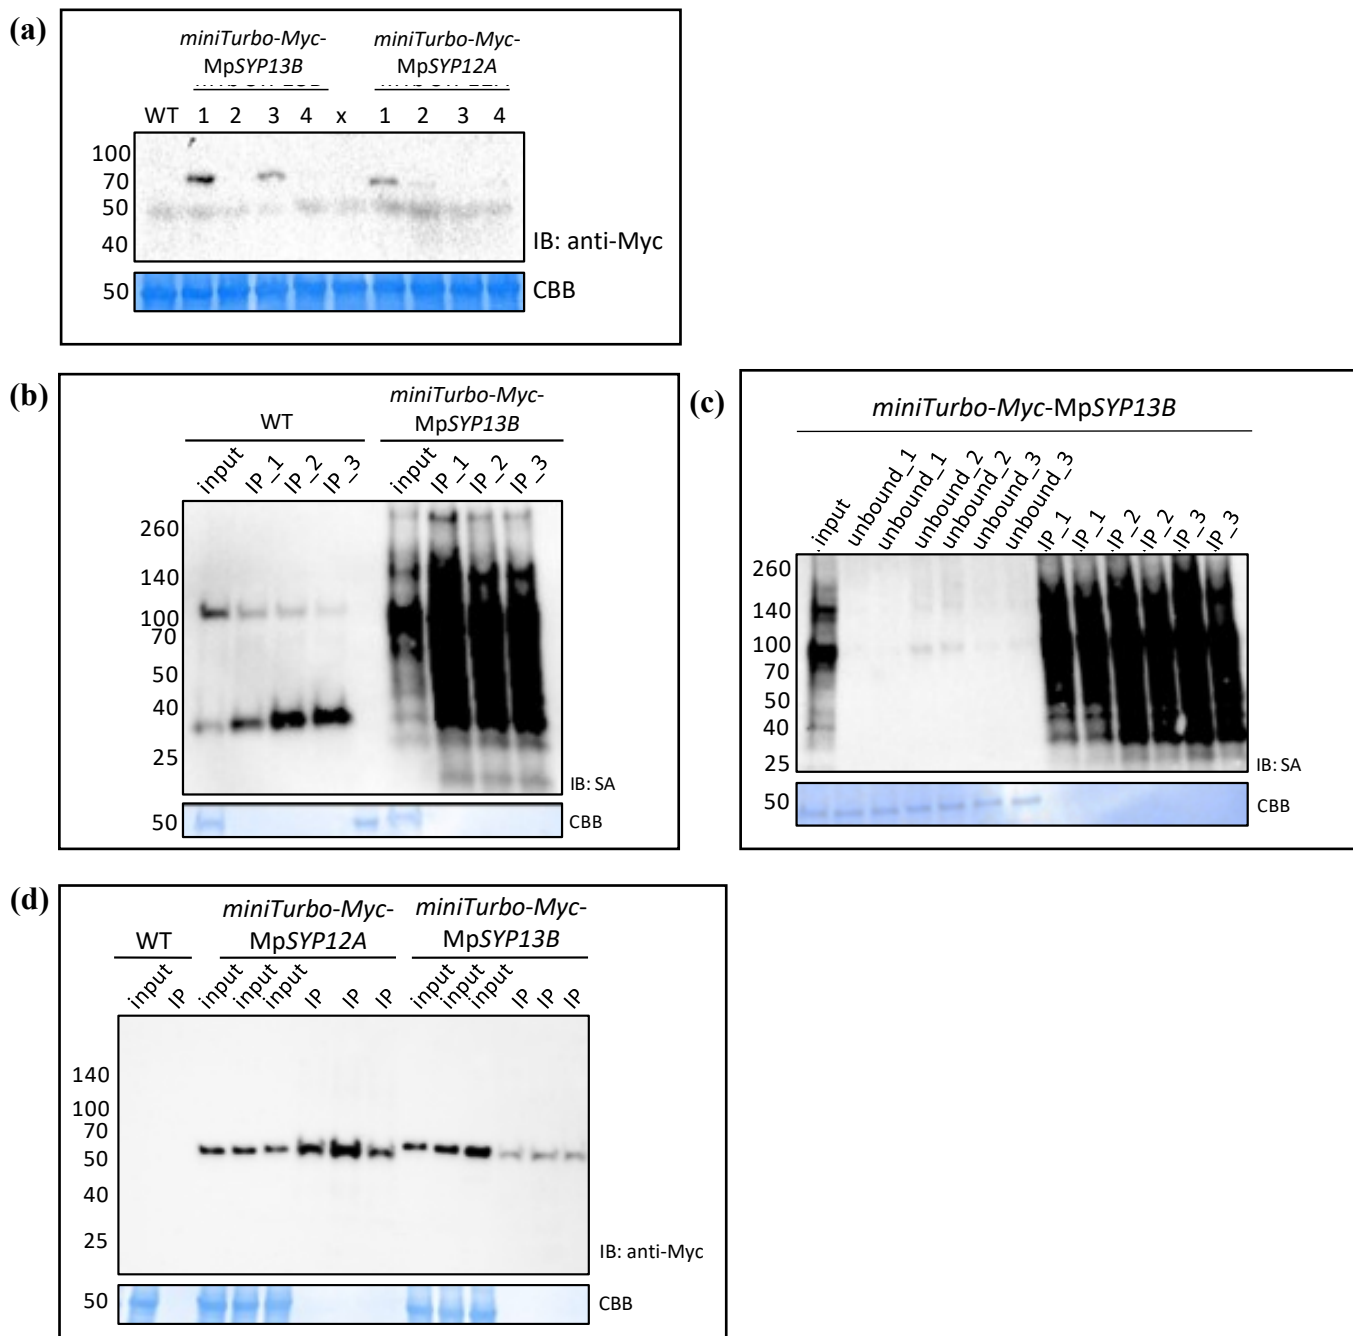 (a)
miniTurbo-Myc-
MpSYP13B
miniTurbo-Myc-
MpSYP12A
WT 1 2 3 4 x 1 2 3 4
100
70
50
40
IB: anti-Myc
50
CBB
(b)
WT
miniTurbo-Myc-
MpSYP13B
input IP_1 IP_2 IP_3 input IP_1 IP_2 IP_3
260
140
100
70
50
40
25
IB: SA
50
CBB
(c)
miniTurbo-Myc-MpSYP13B
input unbound_1 unbound_1 unbound_2 unbound_2 unbound_3 unbound_3 IP_1 IP_1 IP_2 IP_2 IP_3 IP_3
260
140
100
70
50
40
25
IB: SA
50
CBB
(d)
WT
miniTurbo-Myc-
MpSYP12A
miniTurbo-Myc-
MpSYP13B
input IP input input input IP IP IP input input input IP IP IP
140
100
70
50
40
25
IB: anti-Myc
50
CBB